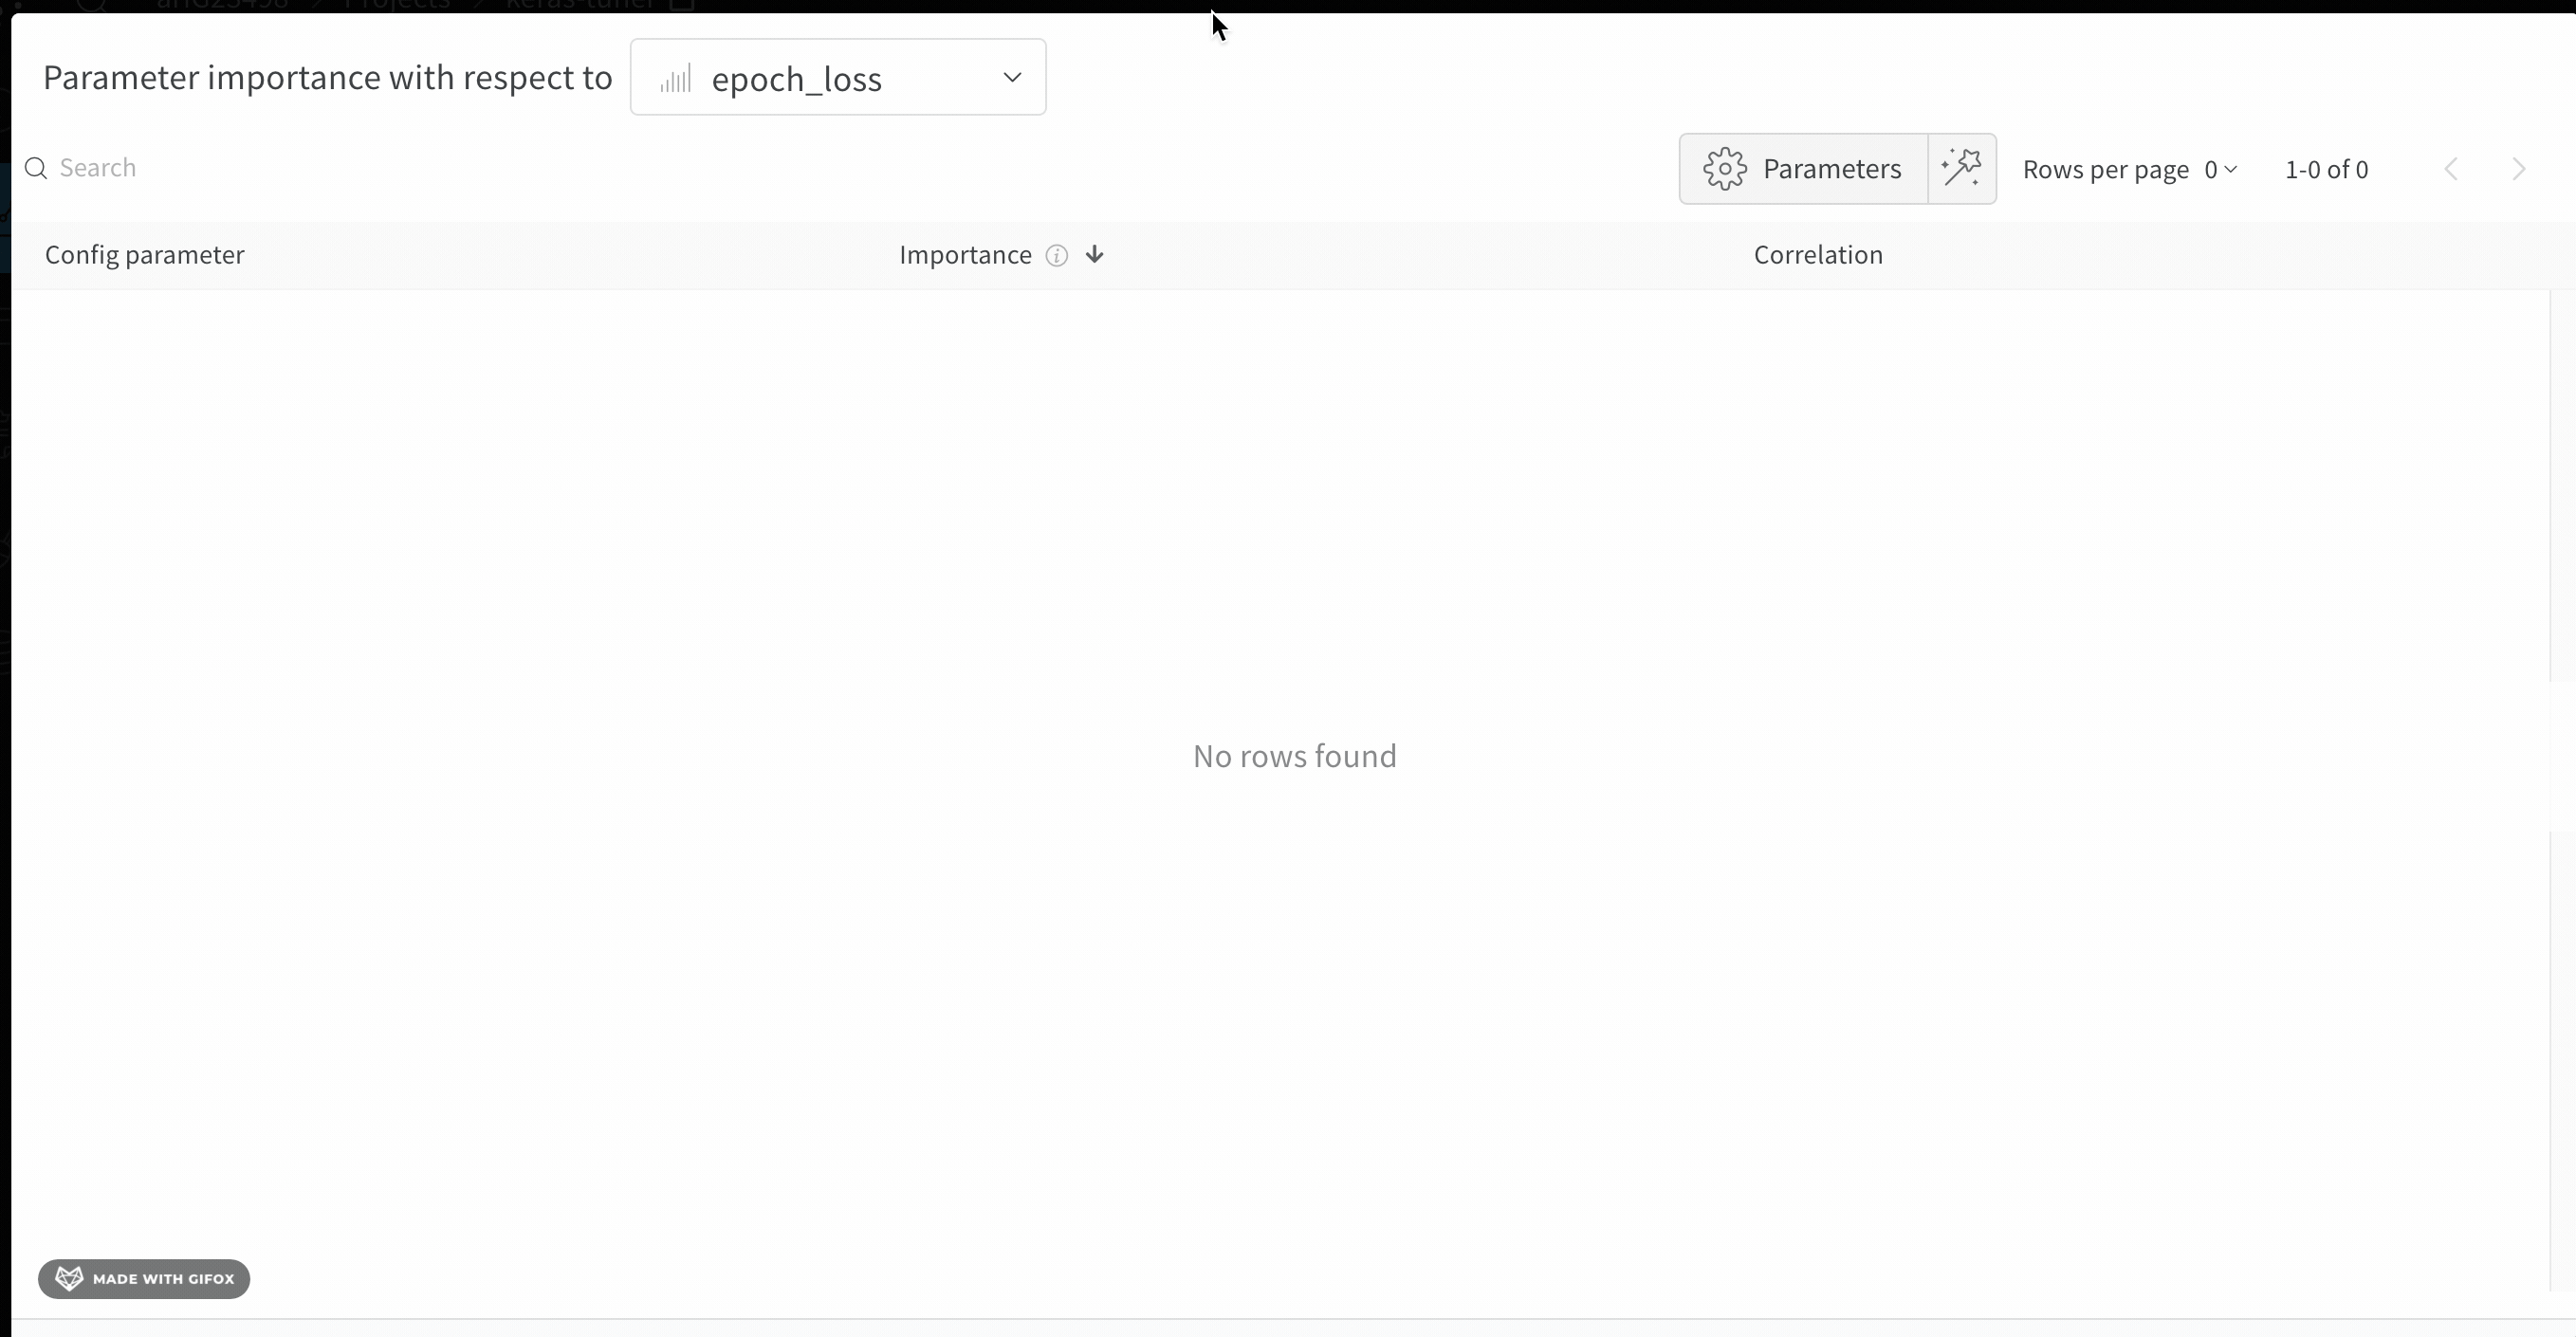 Projects
keras-tuner
Parameter importance with respect to epoch_loss
Search
Parameters
Rows per page 0
1-0 of 0
Config parameter
Importance
Correlation
No rows found
MADE WITH GIFOX